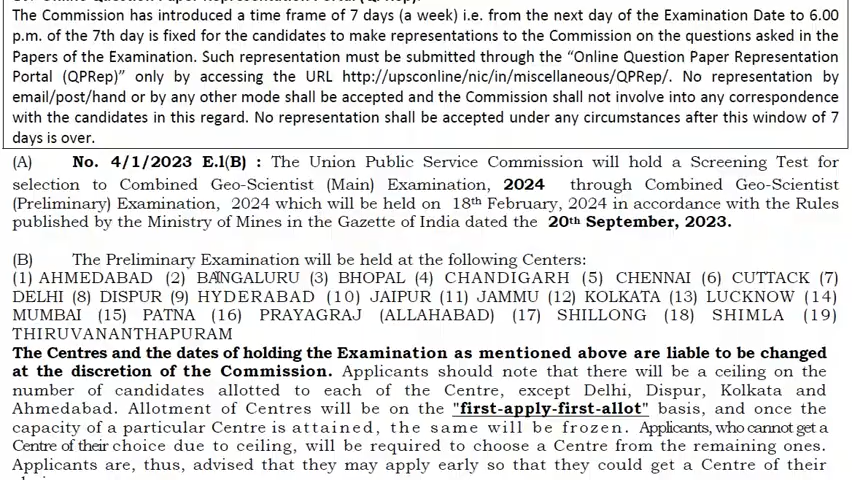 The Commission has introduced a time frame of 7 days (a week) i.e. from the next day of the Examination Date to 6.00
p.m. of the 7th day is fixed for the candidates to make representations to the Commission on the questions asked in the
Papers of the Examination. Such representation must be submitted through the “Online Question Paper Representation
Portal (QPRep)” only by accessing the URL http://upsconline/nic/in/miscellaneous/QPRep/. No representation by
email/post/hand or by any other mode shall be accepted and the Commission shall not involve into any correspondence
with the candidates in this regard. No representation shall be accepted under any circumstances after this window of 7
days is over.
(A) No. 4/1/2023 E.l(B) : The Union Public Service Commission will hold a Screening Test for
selection to Combined Geo-Scientist (Main) Examination, 2024 through Combined Geo-Scientist
(Preliminary) Examination, 2024 which will be held on 18th February, 2024 in accordance with the Rules
published by the Ministry of Mines in the Gazette of India dated the 20th September, 2023.
(B) The Preliminary Examination will be held at the following Centers:
(1) AHMEDABAD (2) BANGALURU (3) BHOPAL (4) CHANDIGARH (5) CHENNAI (6) CUTTACK (7)
DELHI (8) DISPUR (9) HYDERABAD (10) JAIPUR (11) JAMMU (12) KOLKATA (13) LUCKNOW (14)
MUMBAI (15) PATNA (16) PRAYAGRAJ (ALLAHABAD) (17) SHILLONG (18) SHIMLA (19)
THIRUVANANTHAPURAM
The Centres and the dates of holding the Examination as mentioned above are liable to be changed
at the discretion of the Commission. Applicants should note that there will be a ceiling on the
number of candidates allotted to each of the Centre, except Delhi, Dispur, Kolkata and
Ahmedabad. Allotment of Centres will be on the "first-apply-first-allot" basis, and once the
capacity of a particular Centre is attained, the same will be frozen. Applicants, who cannot get a
Centre of their choice due to ceiling, will be required to choose a Centre from the remaining ones.
Applicants are, thus, advised that they may apply early so that they could get a Centre of their